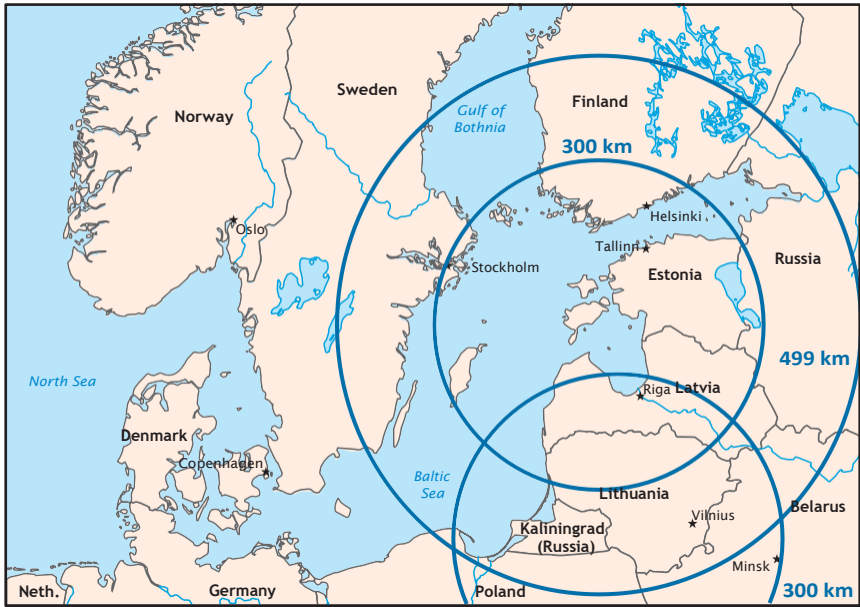 Sweden
Finland
Norway
Gulf of
Bothnia
300 km
Helsinki
Oslo
Tallinn
Stockholm
Estonia
Russia
499 km
North Sea
Riga
Latvia
Denmark
Copenhagen
Baltic
Sea
Lithuania
Vilnius
Belarus
Kaliningrad
(Russia)
Minsk
Neth.
Germany
Poland
300 km